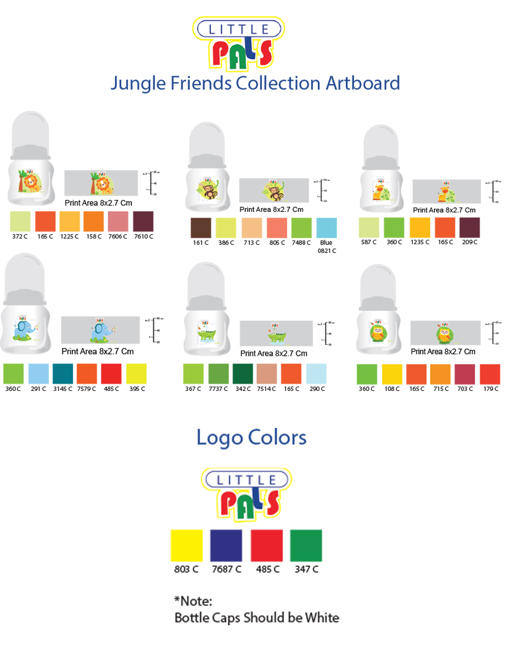 LITTLE
PALS
Jungle Friends Collection Artboard
Print Area 8x2.7 Cm
372 C 165 C 1225 C 158 C 7606 C 7610 C
Print Area 8x2.7 Cm
161 C 386 C 713 C 805 C 7488 C Blue
0821 C
Print Area 8x2.7 Cm
587 C 360 C 1235 C 165 C 209 C
Print Area 8x2.7 Cm
360 C 291 C 3145 C 7579 C 485 C 395 C
Print Area 8x2.7 Cm
367 C 7737 C 342 C 7514 C 165 C 290 C
Print Area 8x2.7 Cm
360 C 108 C 165 C 715 C 703 C 179 C
Logo Colors
LITTLE
PALS
803 C 7687 C 485 C 347 C
*Note:
Bottle Caps Should be White